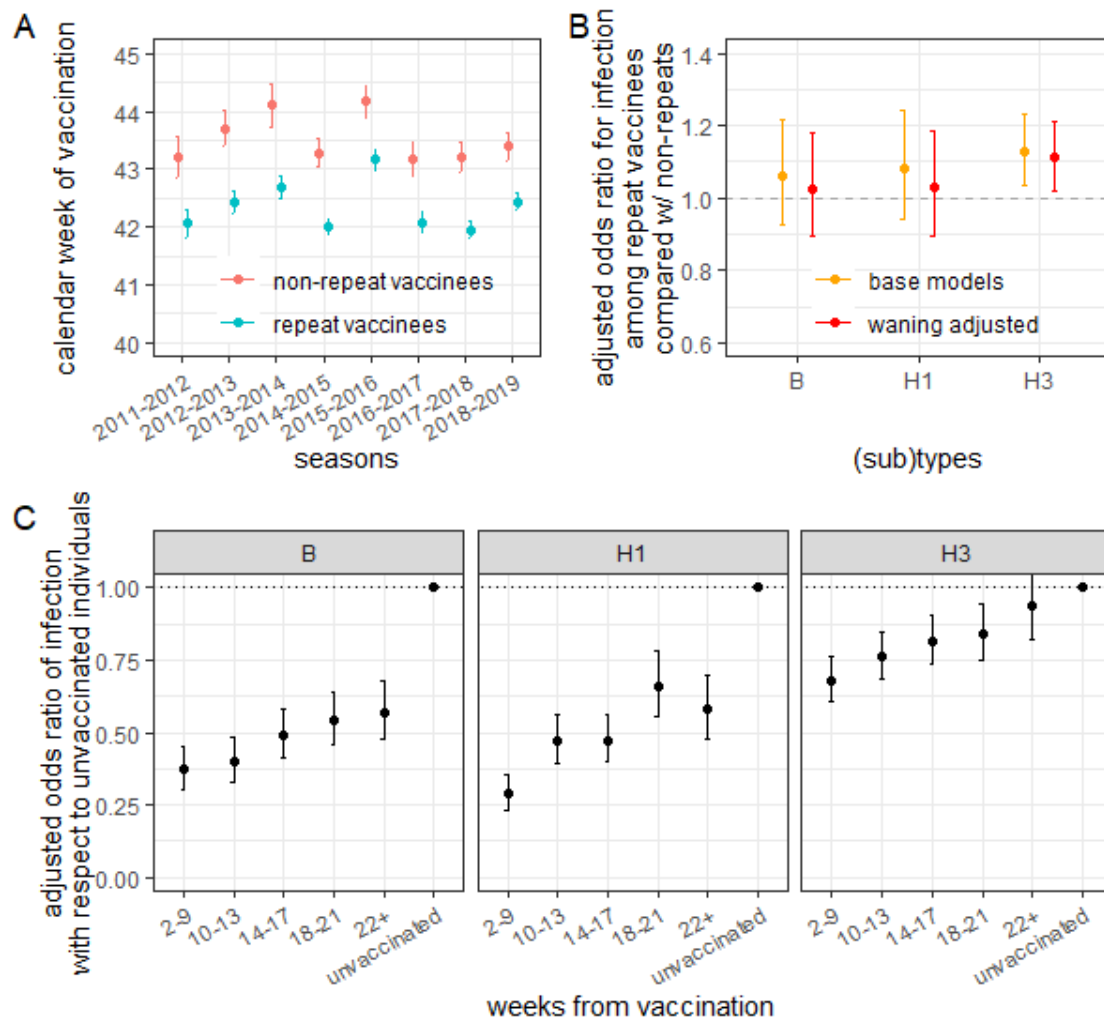 A
calendar week of vaccination
45
44
43
42
41
40
non-repeat vaccinees
repeat vaccinees
2011-2012
2012-2013
2013-2014
2014-2015
2015-2016
2016-2017
2017-2018
2018-2019
seasons
B
adjusted odds ratio for infection
among repeat vaccinees
compared w/ non-repeats
1.4
1.2
1.0
0.8
0.6
base models
waning adjusted
B
H1
H3
(sub)types
C
adjusted odds ratio of infection
with respect to unvaccinated individuals
B
H1
H3
1.00
0.75
0.50
0.25
0.00
2-9
10-13
14-17
18-21
22+
unvaccinated
2-9
10-13
14-17
18-21
22+
unvaccinated
2-9
10-13
14-17
18-21
22+
unvaccinated
weeks from vaccination